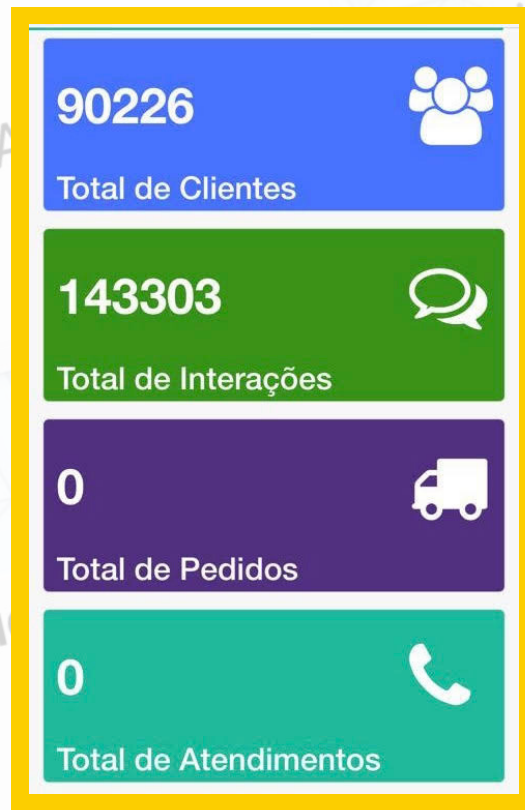 90226
Total de Clientes
143303
Total de Interações
0
Total de Pedidos
0
Total de Atendimentos